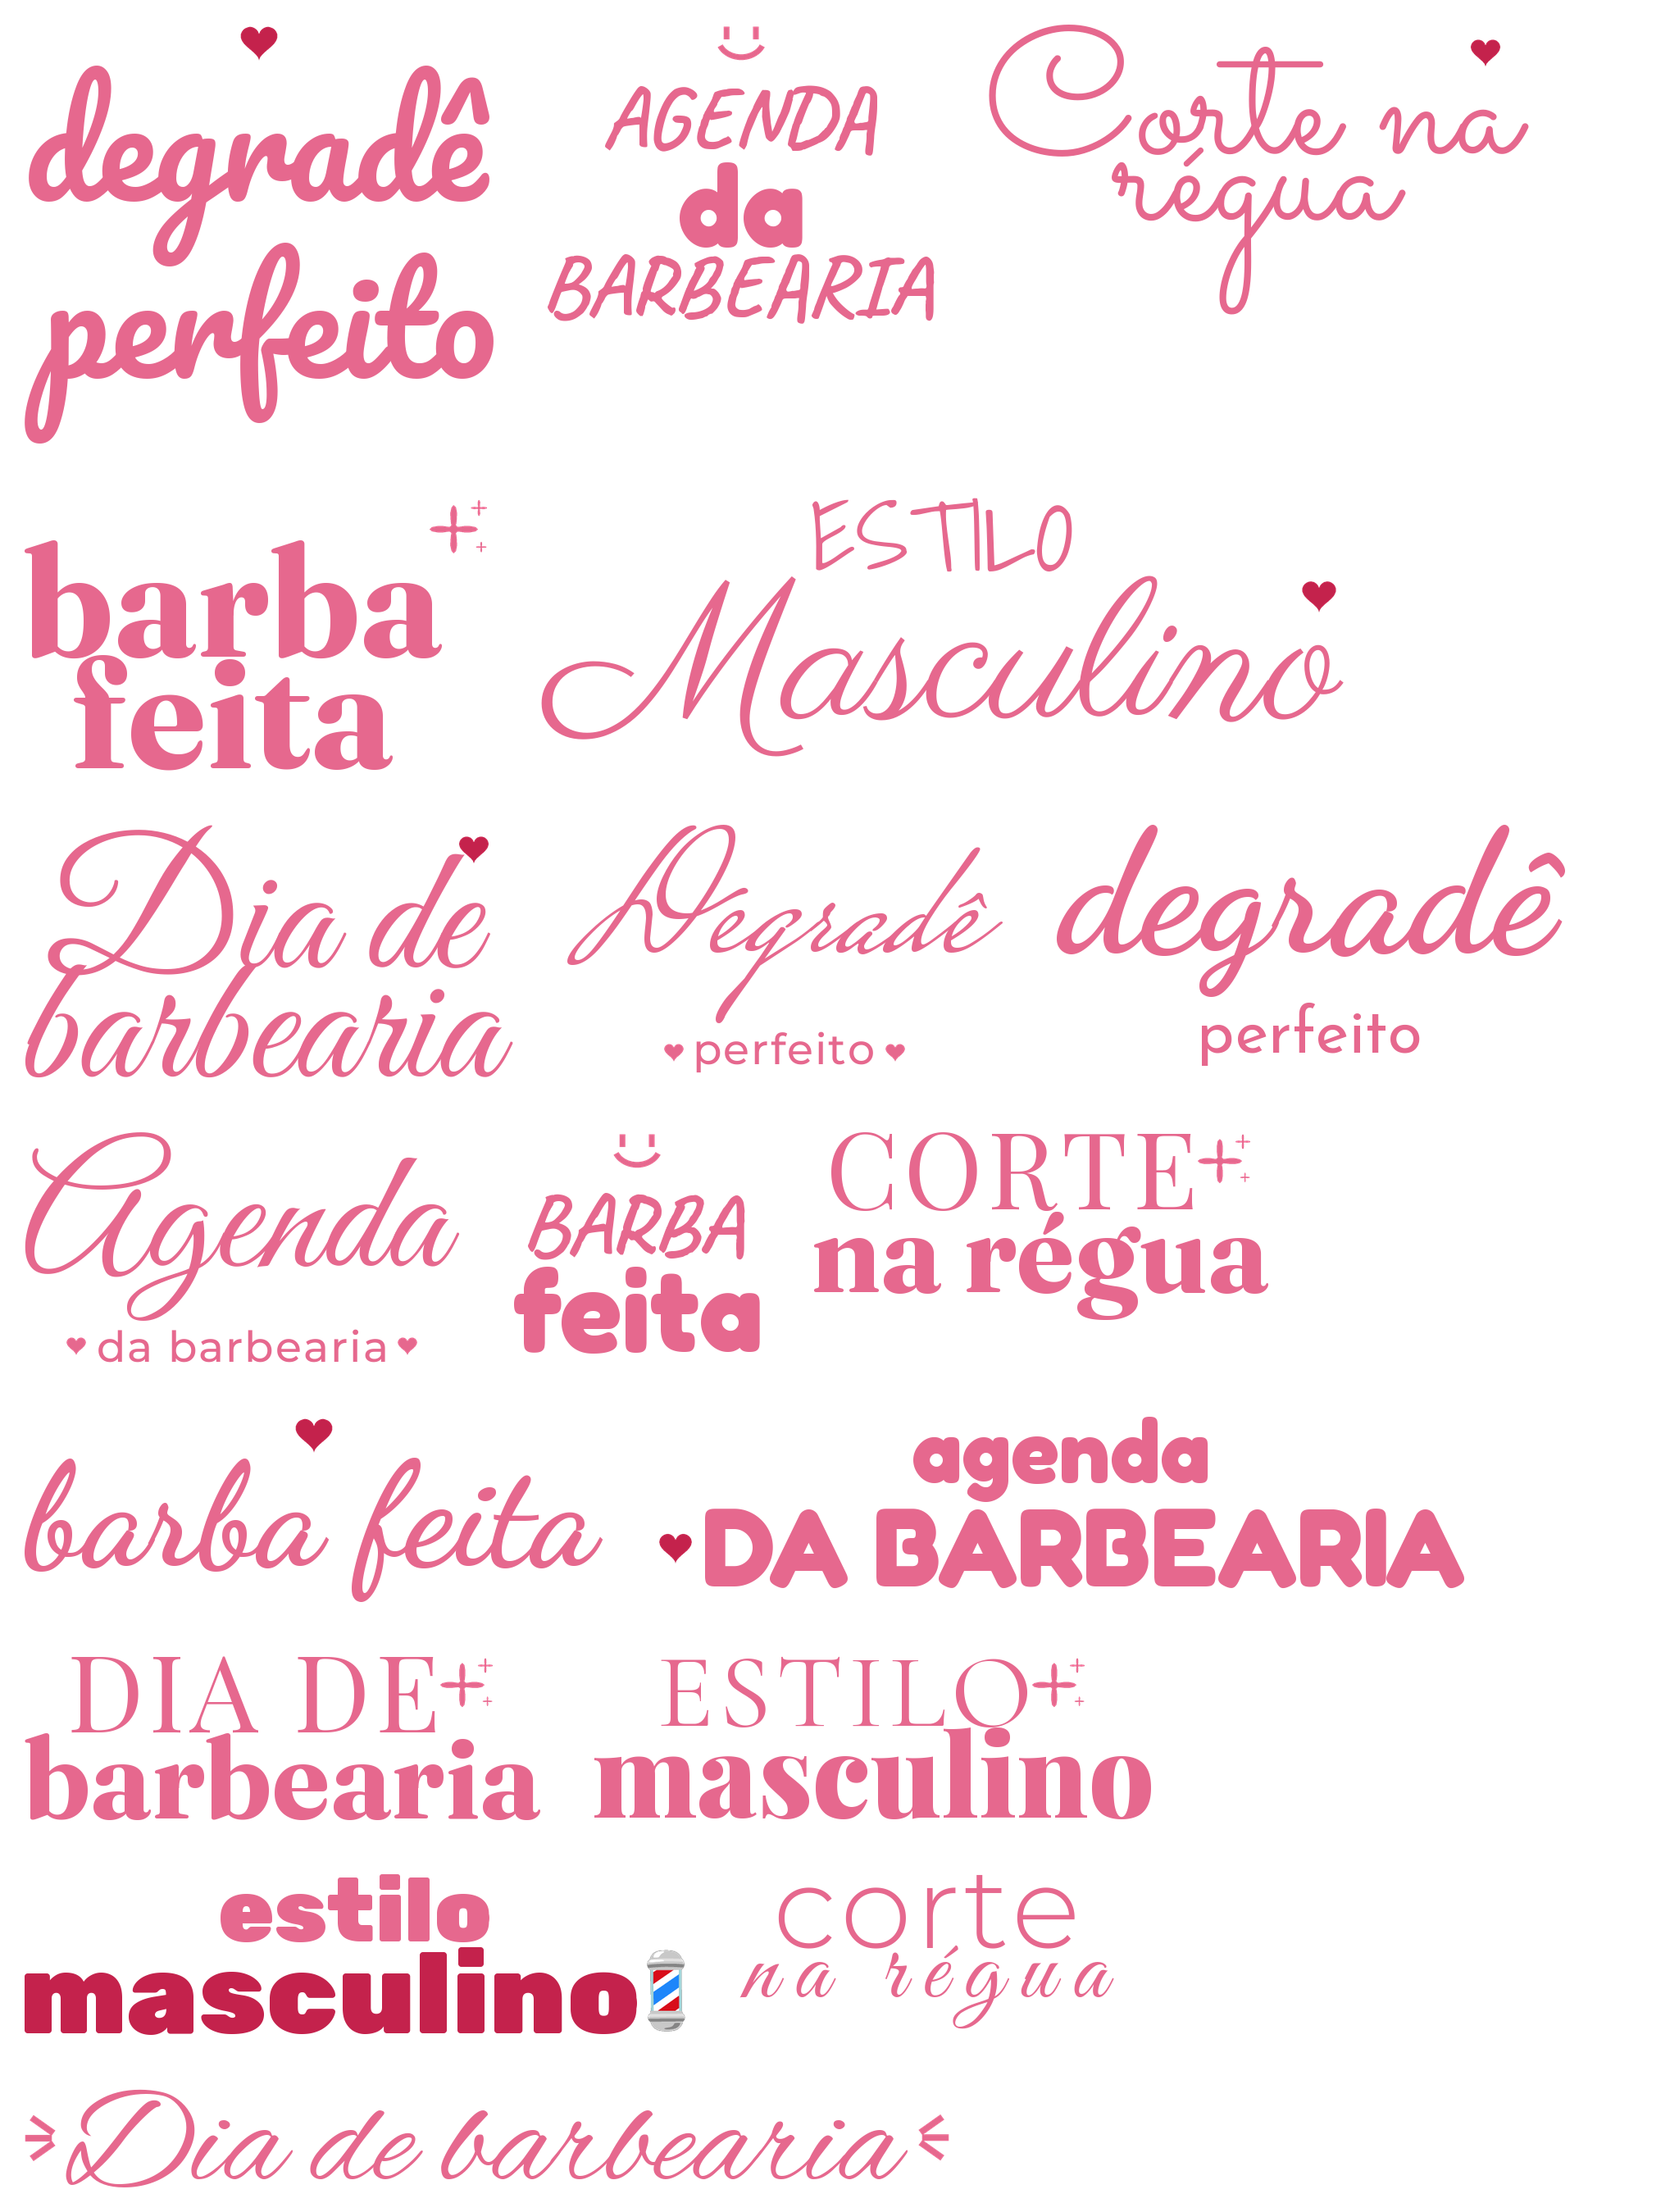 degradê
perfeito
AGENDA
da
BARBEARIA
Corte na
régua
barba
feita
ESTILO
Masculino
Dia de
barbearia
Degradê
perfeito
degradê
perfeito
Agenda
da barbearia
BARBA
feita
CORTE
na régua
barba feita
agenda
DA BARBEARIA
DIA DE
barbearia
ESTILO
masculino
estilo
masculino
corte
na régua
Dia de barbearia